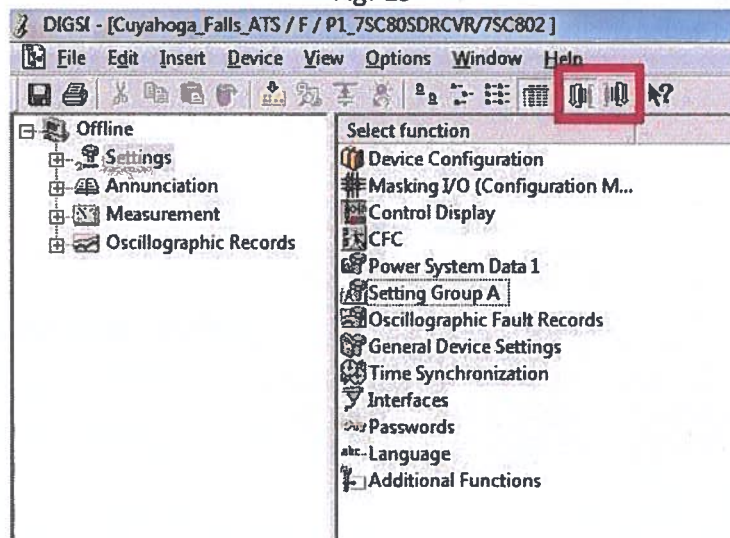 DIGSI - [Cuyahoga_Falls_ATS / F / P1_7SC80SDRCVR/7SC802 ]
File Edit Insert Device View Options Window Help
Offline
Settings
Annunciation
Measurement
Oscillographic Records
Select function
Device Configuration
Masking I/O (Configuration M...
Control Display
CFC
Power System Data 1
Setting Group A
Oscillographic Fault Records
General Device Settings
Time Synchronization
Interfaces
Passwords
Language
Additional Functions